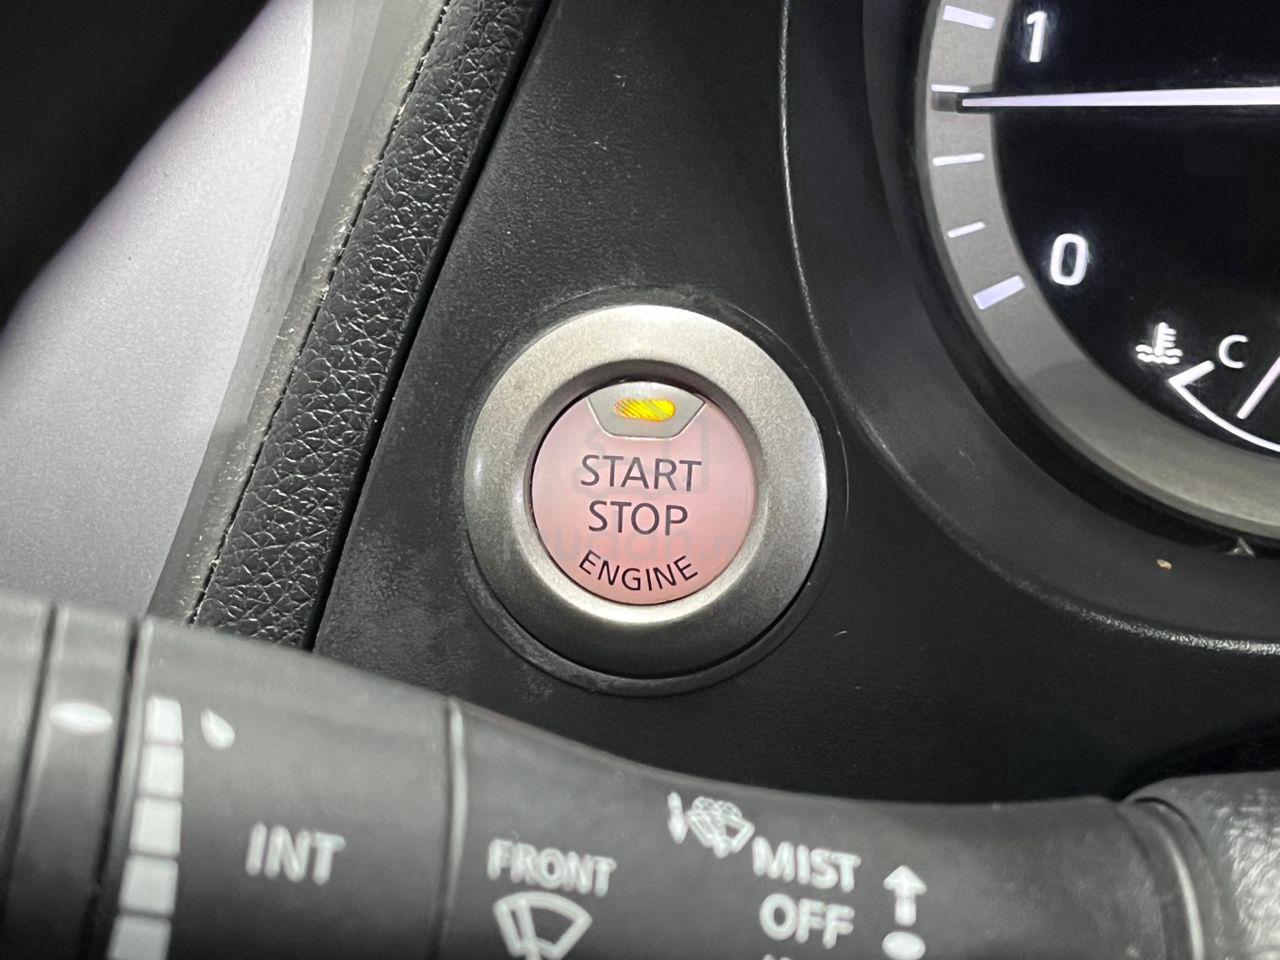 1
0
C
START
STOP
ENGINE
INT
FRONT
MIST
OFF